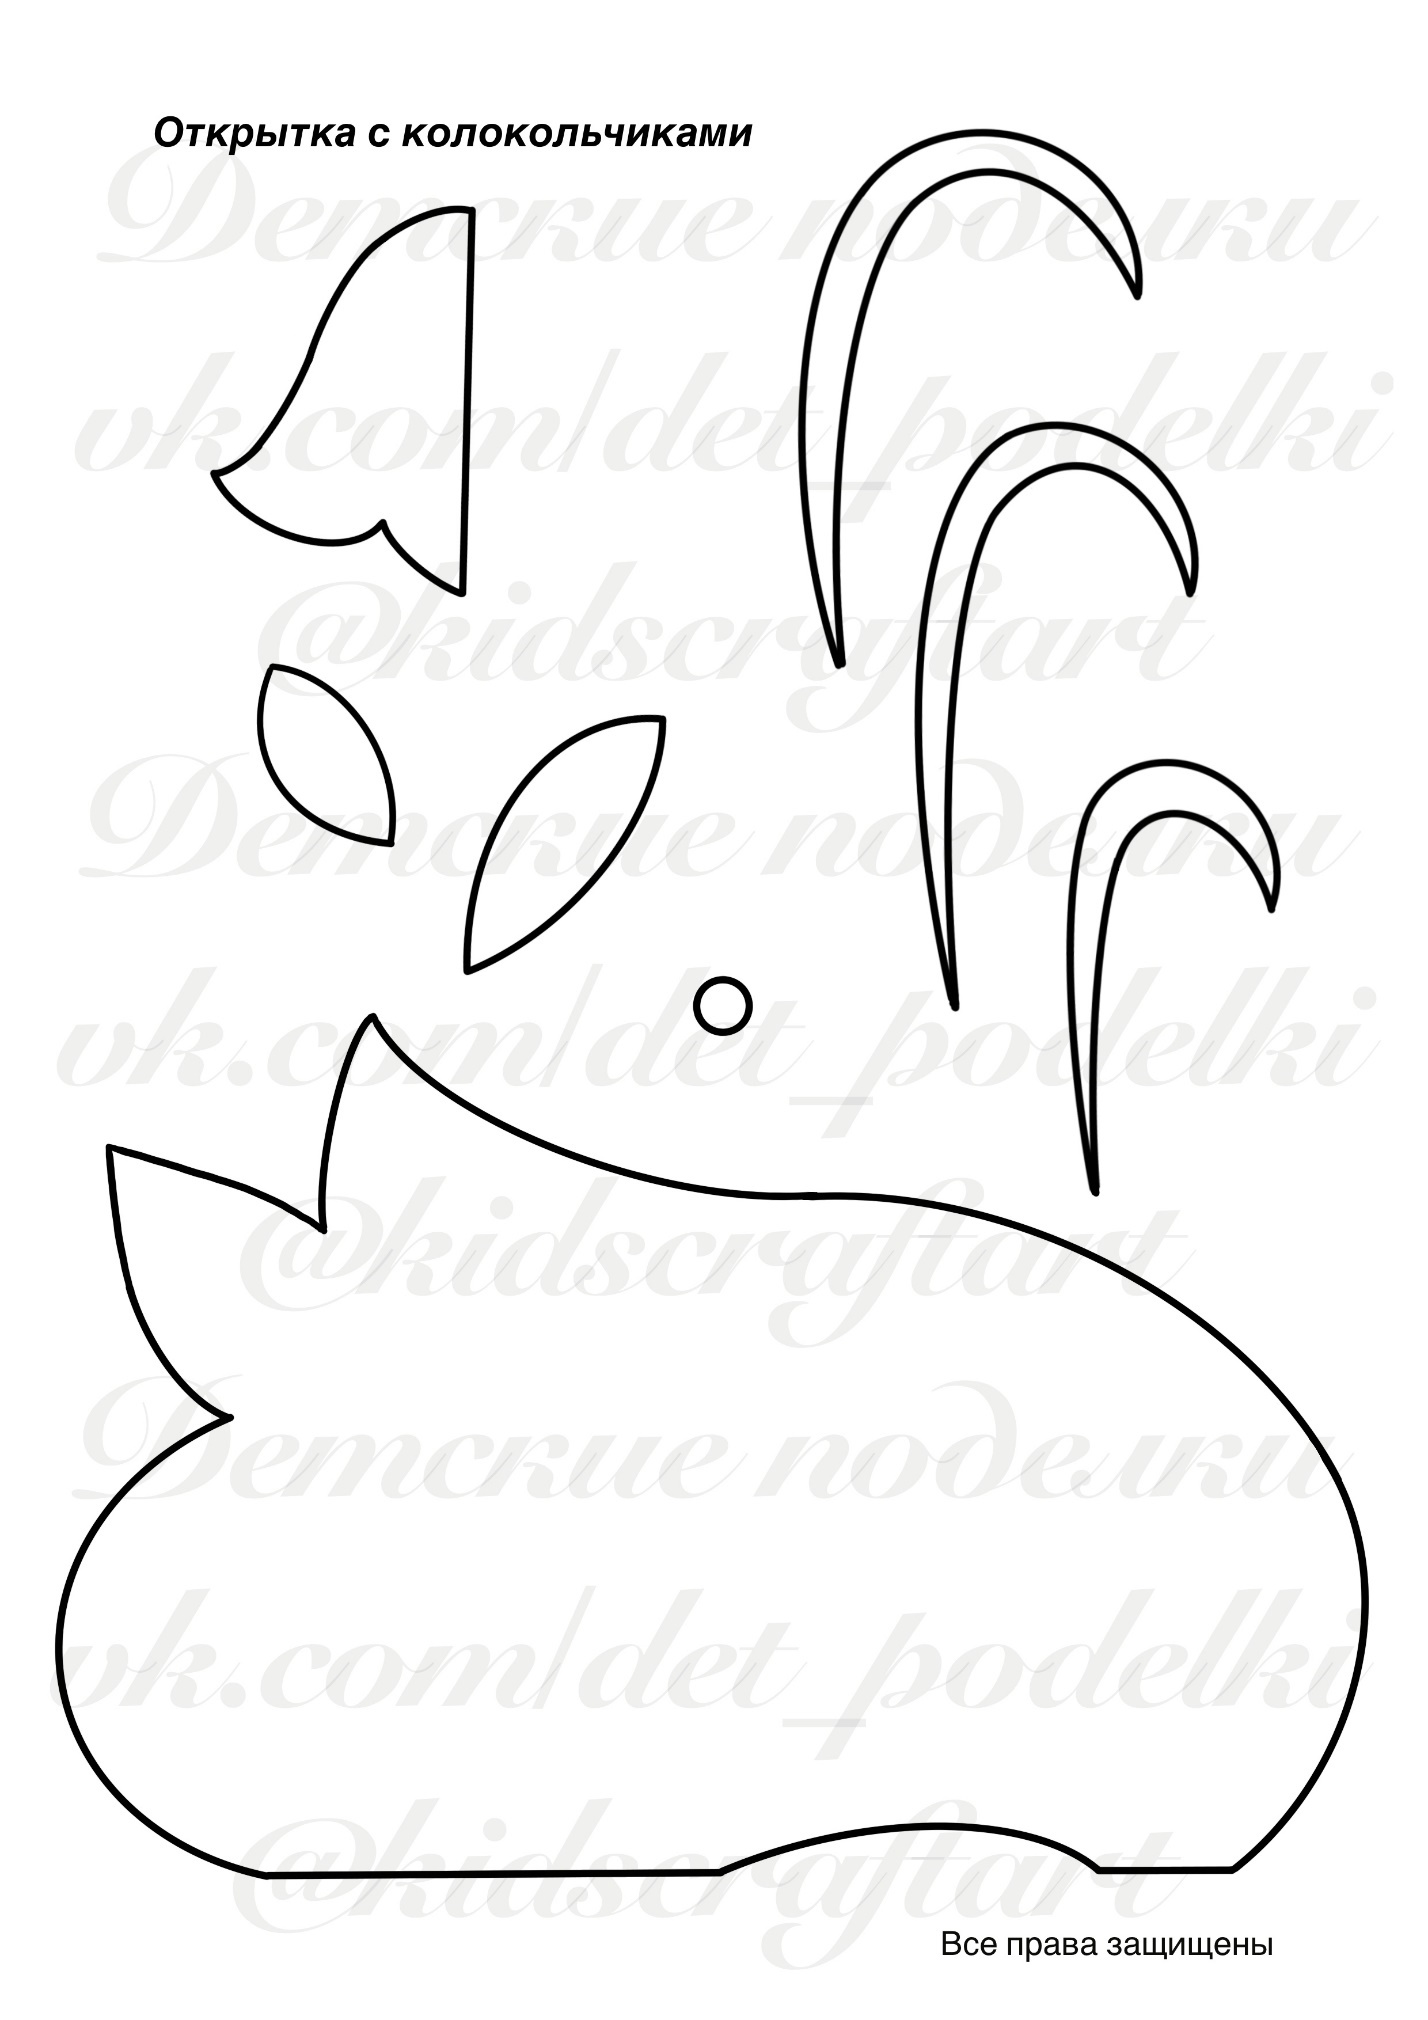 Открытка с колокольчиками
Детские поделки
vk.com/det_podelki
@kidscraftart
Детские поделки
vk.com/det_podelki
@kidscraftart
Детские поделки
vk.com/det_podelki
@kidscraftart
Все права защищены